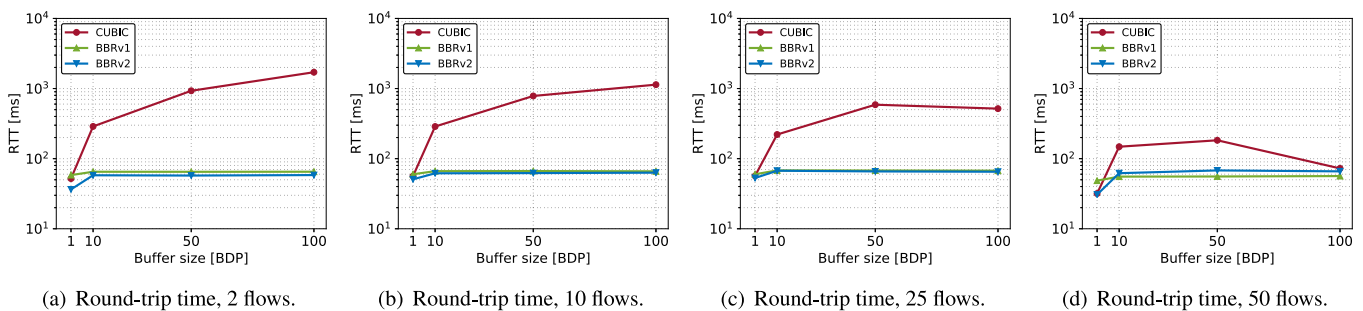 10^4
10^3
10^2
10^1
RTT [ms]
CUBIC
BBRv1
BBRv2
1 10 50 100
Buffer size [BDP]
(a) Round-trip time, 2 flows.
10^4
10^3
10^2
10^1
RTT [ms]
CUBIC
BBRv1
BBRv2
1 10 50 100
Buffer size [BDP]
(b) Round-trip time, 10 flows.
10^4
10^3
10^2
10^1
RTT [ms]
CUBIC
BBRv1
BBRv2
1 10 50 100
Buffer size [BDP]
(c) Round-trip time, 25 flows.
10^4
10^3
10^2
10^1
RTT [ms]
CUBIC
BBRv1
BBRv2
1 10 50 100
Buffer size [BDP]
(d) Round-trip time, 50 flows.